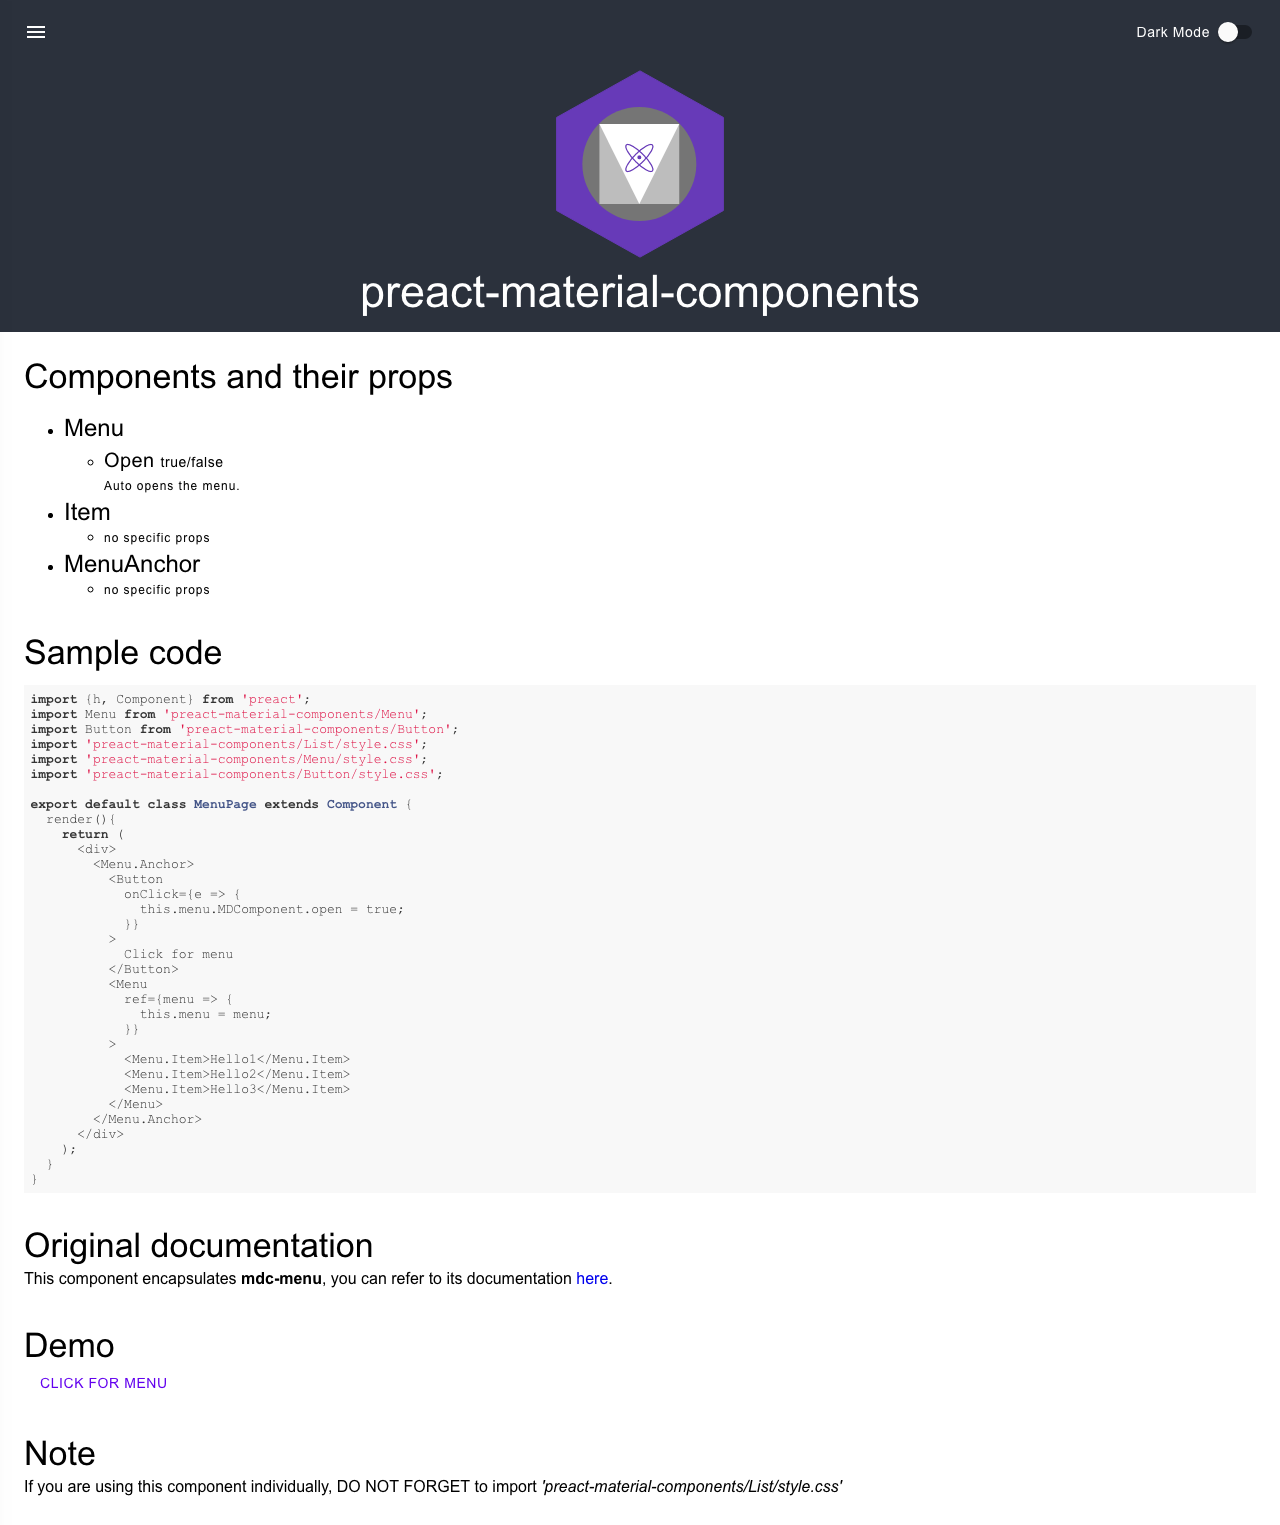 Dark Mode
preact-material-components
Components and their props
Menu
Open true/false
Auto opens the menu.
Item
no specific props
MenuAnchor
no specific props
Sample code
import {h, Component} from 'preact';
import Menu from 'preact-material-components/Menu';
import Button from 'preact-material-components/Button';
import 'preact-material-components/List/style.css';
import 'preact-material-components/Menu/style.css';
import 'preact-material-components/Button/style.css';

export default class MenuPage extends Component {
  render(){
    return (
      <div>
        <Menu.Anchor>
          <Button
            onClick={e => {
              this.menu.MDComponent.open = true;
            }}
          >
            Click for menu
          </Button>
          <Menu
            ref={menu => {
              this.menu = menu;
            }}
          >
            <Menu.Item>Hello1</Menu.Item>
            <Menu.Item>Hello2</Menu.Item>
            <Menu.Item>Hello3</Menu.Item>
          </Menu>
        </Menu.Anchor>
      </div>
    );
  }
}
Original documentation
This component encapsulates mdc-menu, you can refer to its documentation here.
Demo
CLICK FOR MENU
Note
If you are using this component individually, DO NOT FORGET to import 'preact-material-components/List/style.css'